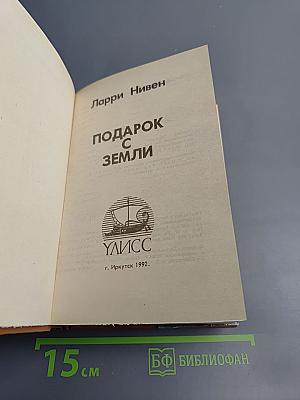 Ларри Нивен
ПОДАРОК
С
ЗЕМЛИ
УЛИСС
г. Иркутск 1992.
15 см
БФ БИБЛИОФАН